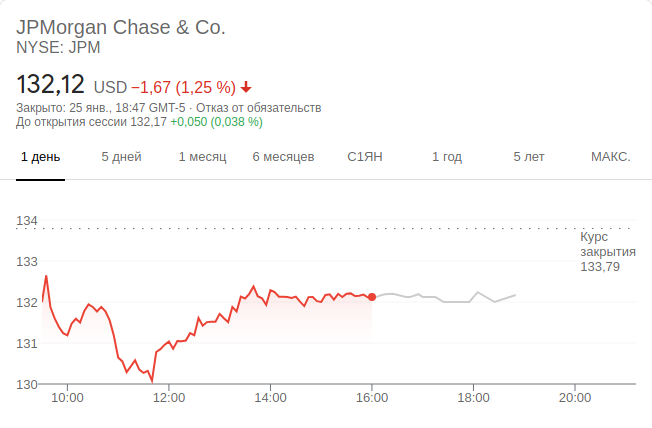 JPMorgan Chase & Co.
NYSE: JPM
132,12 USD −1,67 (1,25 %)
Закрыто: 25 янв., 18:47 GMT-5 · Отказ от обязательств
До открытия сессии 132,17 +0,050 (0,038 %)
1 день 5 дней 1 месяц 6 месяцев С1ЯН 1 год 5 лет МАКС.
134
Курс
закрытия
133,79
133
132
131
130
10:00 12:00 14:00 16:00 18:00 20:00